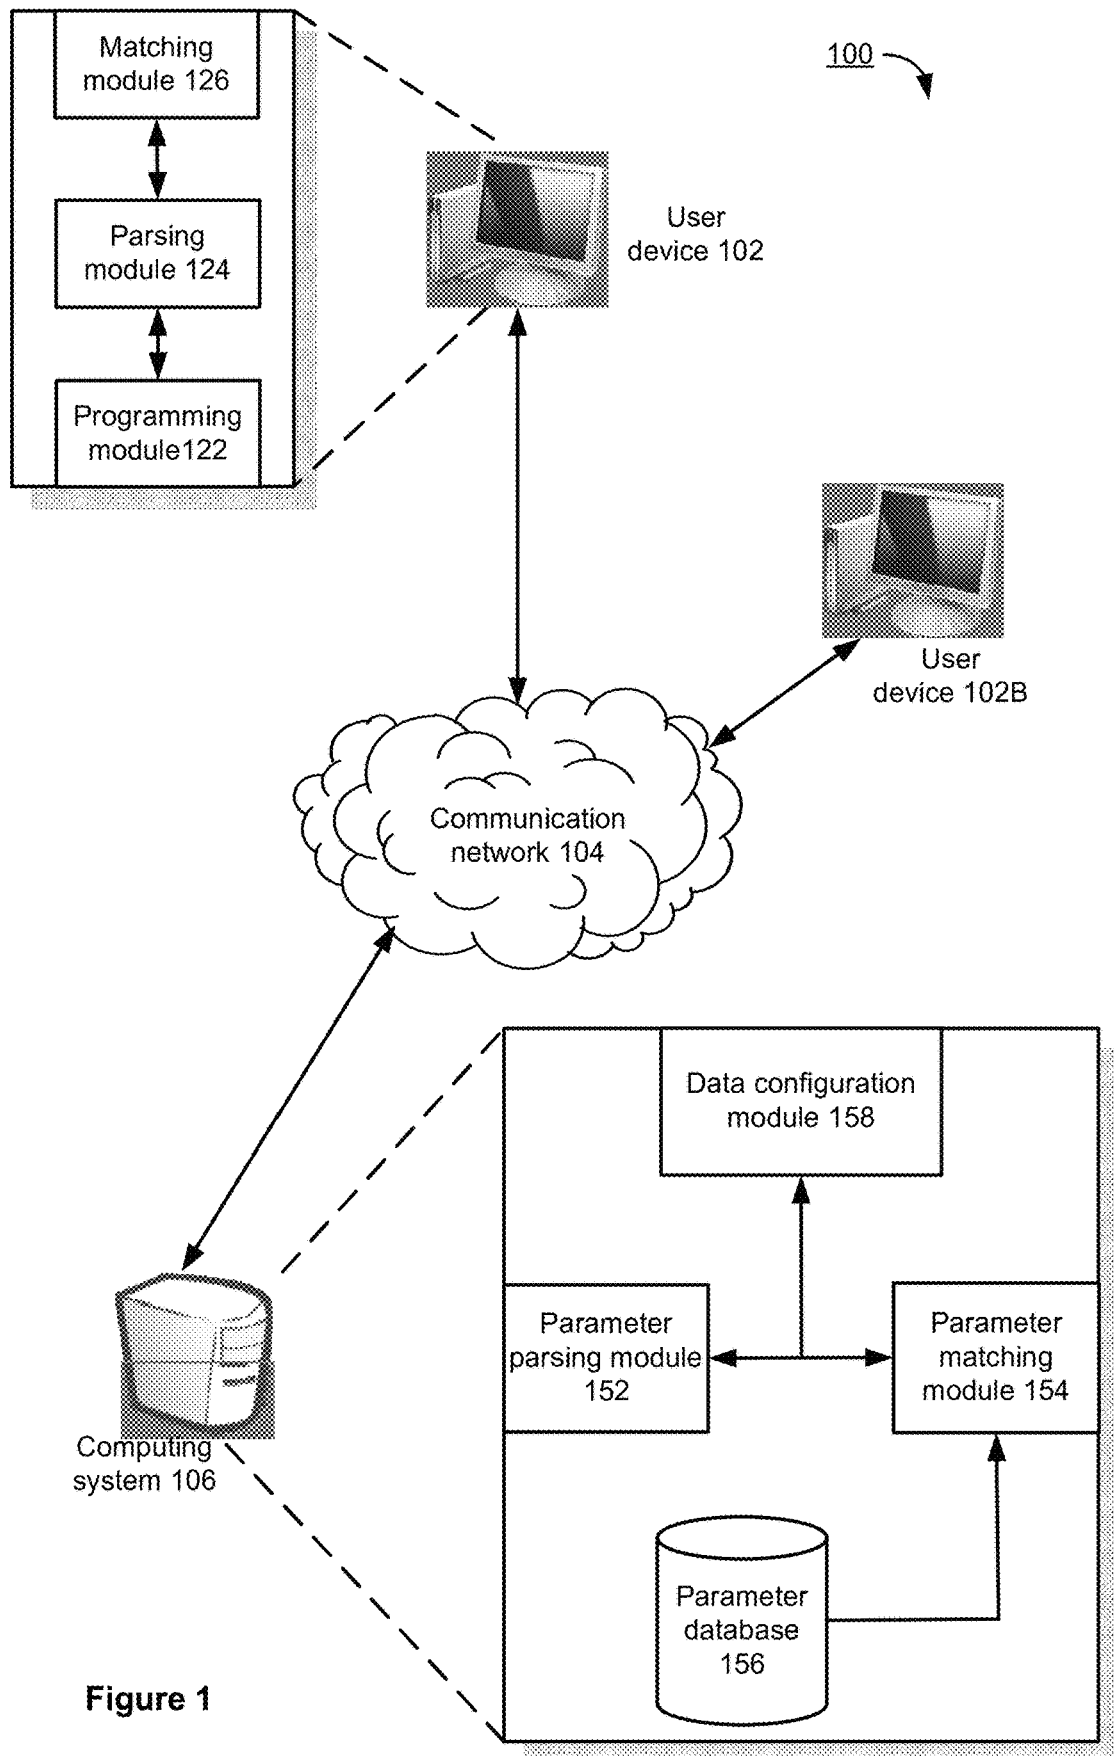 Matching
module 126
100
User
device 102
Parsing
module 124
Programming
module122
User
device 102B
Communication
network 104
Data configuration
module 158
Parameter
parsing module
152
Parameter
matching
module 154
Computing
system 106
Parameter
database
156
Figure 1